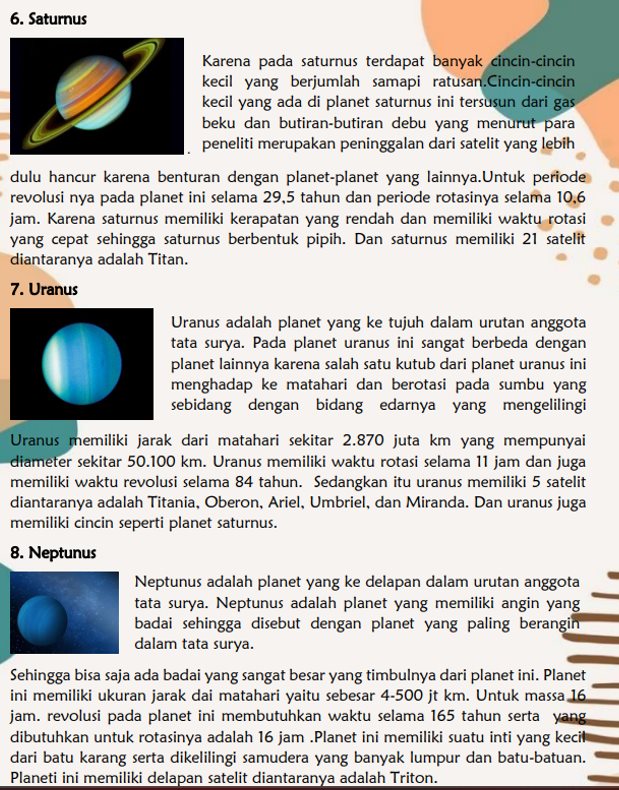 6. Saturnus
Karena pada saturnus terdapat banyak cincin-cincin
kecil yang berjumlah samapi ratusan.Cincin-cincin
kecil yang ada di planet saturnus ini tersusun dari gas
beku dan butiran-butiran debu yang menurut para
. peneliti merupakan peninggalan dari satelit yang lebih
dulu hancur karena benturan dengan planet-planet yang lainnya.Untuk periode
revolusi nya pada planet ini selama 29,5 tahun dan periode rotasinya selama 10,6
jam. Karena saturnus memiliki kerapatan yang rendah dan memiliki waktu rotasi
yang cepat sehingga saturnus berbentuk pipih. Dan saturnus memiliki 21 satelit
diantaranya adalah Titan.
7. Uranus
Uranus adalah planet yang ke tujuh dalam urutan anggota
tata surya. Pada planet uranus ini sangat berbeda dengan
planet lainnya karena salah satu kutub dari planet uranus ini
menghadap ke matahari dan berotasi pada sumbu yang
sebidang dengan bidang edarnya yang mengelilingi
Uranus memiliki jarak dari matahari sekitar 2.870 juta km yang mempunyai
diameter sekitar 50.100 km. Uranus memiliki waktu rotasi selama 11 jam dan juga
memiliki waktu revolusi selama 84 tahun. Sedangkan itu uranus memiliki 5 satelit
diantaranya adalah Titania, Oberon, Ariel, Umbriel, dan Miranda. Dan uranus juga
memiliki cincin seperti planet saturnus.
8. Neptunus
Neptunus adalah planet yang ke delapan dalam urutan anggota
tata surya. Neptunus adalah planet yang memiliki angin yang
badai sehingga disebut dengan planet yang paling berangin
dalam tata surya.
Sehingga bisa saja ada badai yang sangat besar yang timbulnya dari planet ini. Planet
ini memiliki ukuran jarak dai matahari yaitu sebesar 4-500 jt km. Untuk massa 16
jam. revolusi pada planet ini membutuhkan waktu selama 165 tahun serta yang
dibutuhkan untuk rotasinya adalah 16 jam .Planet ini memiliki suatu inti yang kecil
dari batu karang serta dikelilingi samudera yang banyak lumpur dan batu-batuan.
Planeti ini memiliki delapan satelit diantaranya adalah Triton.